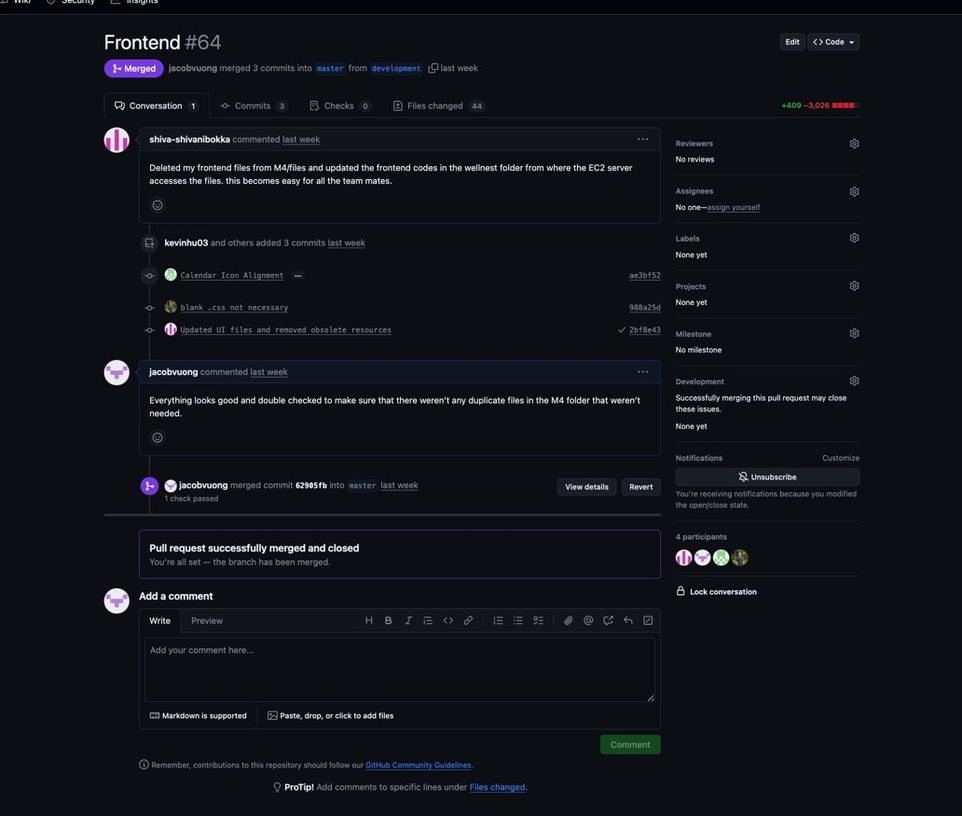 Wiki Security Insights
Frontend #64
Edit <> Code
Merged jacobvuong merged 3 commits into master from development last week
Conversation 1 Commits 3 Checks 0 Files changed 44 +409 −3,026
shiva-shivanibokka commented last week
Deleted my frontend files from M4/files and updated the frontend codes in the wellnest folder from where the EC2 server
accesses the files. this becomes easy for all the team mates.
kevinhu03 and others added 3 commits last week
Calendar Icon Alignment ... ae3bf52
blank .css not necessary 988a25d
Updated UI files and removed obsolete resources 2bf8e43
jacobvuong commented last week
Everything looks good and double checked to make sure that there weren't any duplicate files in the M4 folder that weren't
needed.
jacobvuong merged commit 62905fb into master last week
1 check passed
View details Revert
Pull request successfully merged and closed
You're all set — the branch has been merged.
Add a comment
Write Preview
Add your comment here...
Markdown is supported Paste, drop, or click to add files
Comment
Remember, contributions to this repository should follow our GitHub Community Guidelines.
ProTip! Add comments to specific lines under Files changed.
Reviewers
No reviews
Assignees
No one—assign yourself
Labels
None yet
Projects
None yet
Milestone
No milestone
Development
Successfully merging this pull request may close
these issues.
None yet
Notifications Customize
Unsubscribe
You're receiving notifications because you modified
the open/close state.
4 participants
Lock conversation